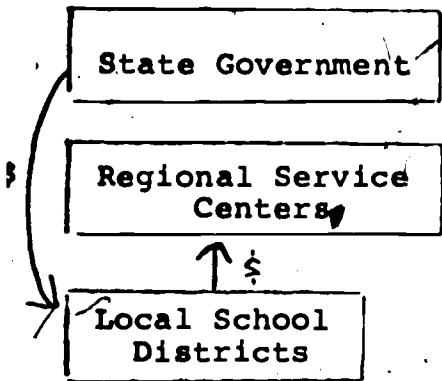 State Government
$
Regional Service
Centers
$
Local School
Districts